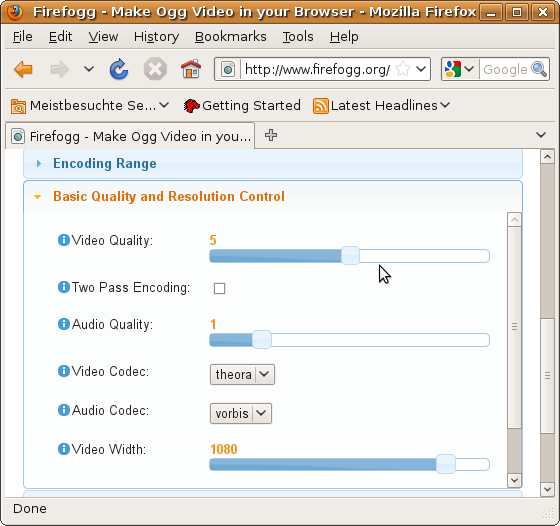 Firefogg - Make Ogg Video in your Browser - Mozilla Firefox
File Edit View History Bookmarks Tools Help
http://www.firefogg.org/ Google
Meistbesuchte Se... Getting Started Latest Headlines
Firefogg - Make Ogg Video in you...
Encoding Range
Basic Quality and Resolution Control
Video Quality: 5
Two Pass Encoding:
Audio Quality: 1
Video Codec: theora
Audio Codec: vorbis
Video Width: 1080
Done